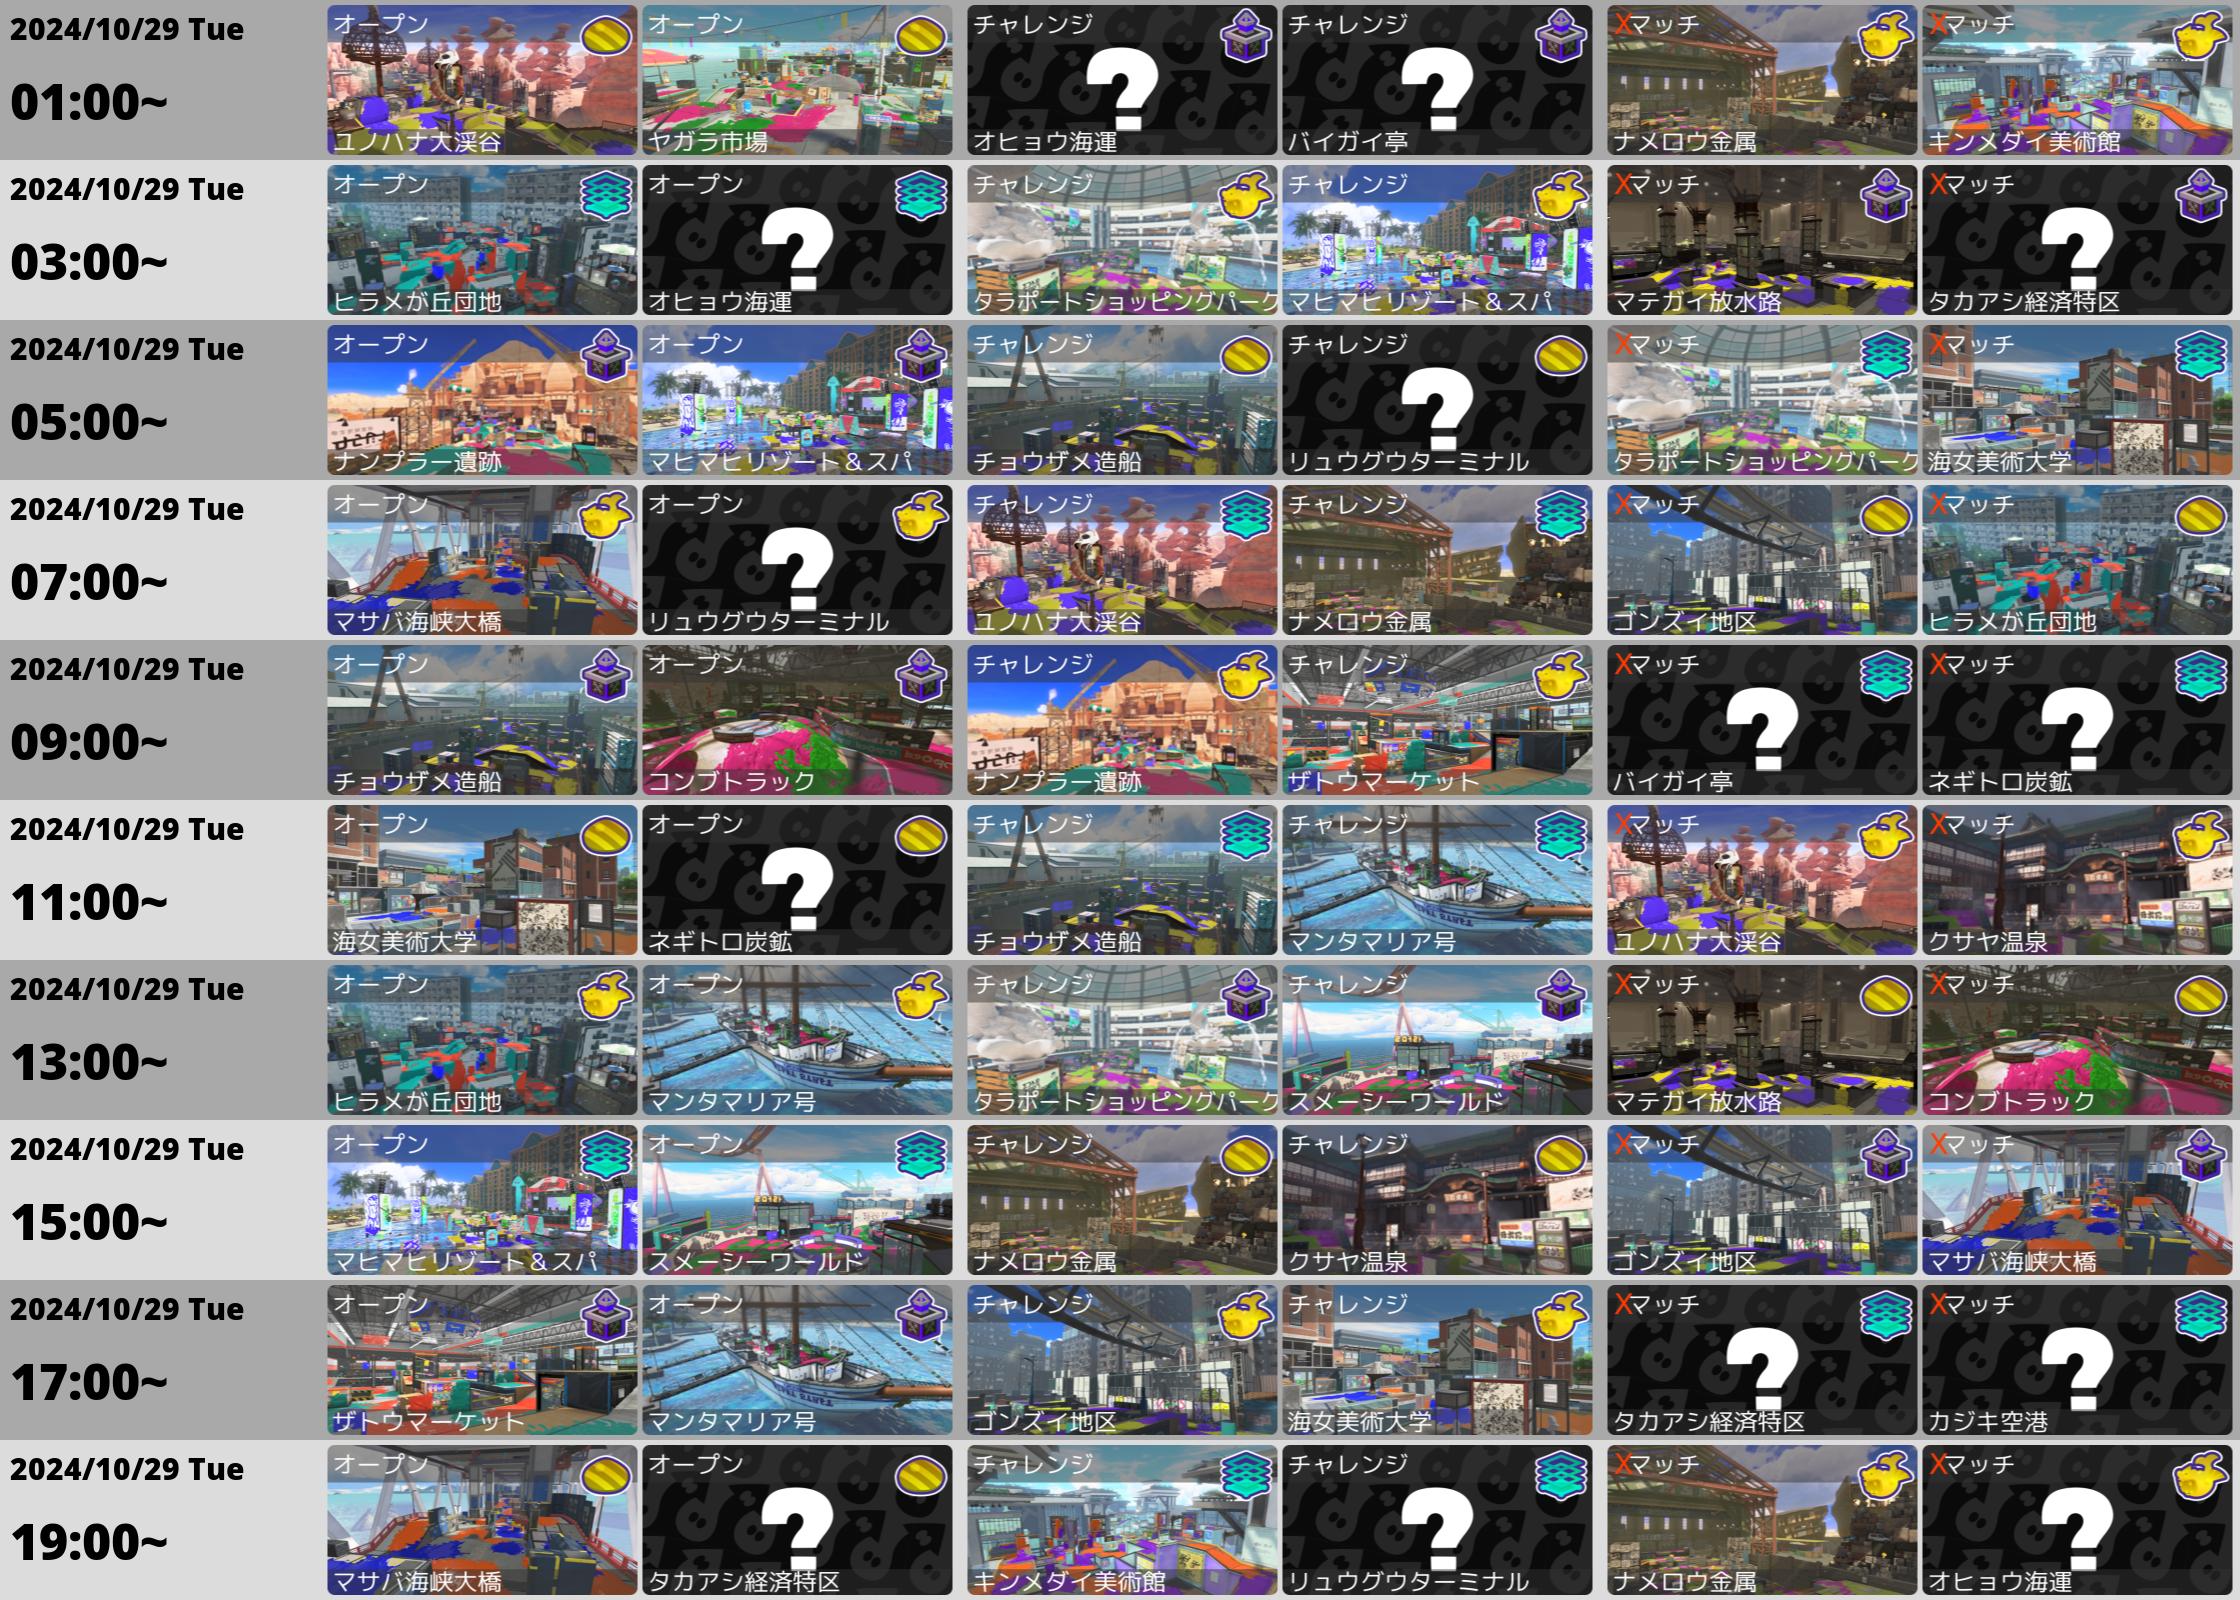 2024/10/29 Tue
01:00~
オープン
ユノハナ大渓谷
オープン
ヤガラ市場
チャレンジ
オヒョウ海運
チャレンジ
バイガイ亭
Xマッチ
ナメロウ金属
Xマッチ
キンメダイ美術館
2024/10/29 Tue
03:00~
オープン
ヒラメが丘団地
オープン
オヒョウ海運
チャレンジ
タラポートショッピングパーク
チャレンジ
マヒマヒリゾート＆スパ
Xマッチ
マテガイ放水路
Xマッチ
タカアシ経済特区
2024/10/29 Tue
05:00~
オープン
ナンプラー遺跡
オープン
マヒマヒリゾート＆スパ
チャレンジ
チョウザメ造船
チャレンジ
リュウグウターミナル
Xマッチ
タラポートショッピングパーク
Xマッチ
海女美術大学
2024/10/29 Tue
07:00~
オープン
マサバ海峡大橋
オープン
リュウグウターミナル
チャレンジ
ユノハナ大渓谷
チャレンジ
ナメロウ金属
Xマッチ
ゴンズイ地区
Xマッチ
ヒラメが丘団地
2024/10/29 Tue
09:00~
オープン
チョウザメ造船
オープン
コンブトラック
チャレンジ
ナンプラー遺跡
チャレンジ
ザトウマーケット
Xマッチ
バイガイ亭
Xマッチ
ネギトロ炭鉱
2024/10/29 Tue
11:00~
オープン
海女美術大学
オープン
ネギトロ炭鉱
チャレンジ
チョウザメ造船
チャレンジ
マンタマリア号
Xマッチ
ユノハナ大渓谷
Xマッチ
クサヤ温泉
2024/10/29 Tue
13:00~
オープン
ヒラメが丘団地
オープン
マンタマリア号
チャレンジ
タラポートショッピングパーク
チャレンジ
スメーシーワールド
Xマッチ
マテガイ放水路
Xマッチ
コンブトラック
2024/10/29 Tue
15:00~
オープン
マヒマヒリゾート＆スパ
オープン
スメーシーワールド
チャレンジ
ナメロウ金属
チャレンジ
クサヤ温泉
Xマッチ
ゴンズイ地区
Xマッチ
マサバ海峡大橋
2024/10/29 Tue
17:00~
オープン
ザトウマーケット
オープン
マンタマリア号
チャレンジ
ゴンズイ地区
チャレンジ
海女美術大学
Xマッチ
タカアシ経済特区
Xマッチ
カジキ空港
2024/10/29 Tue
19:00~
オープン
マサバ海峡大橋
オープン
タカアシ経済特区
チャレンジ
キンメダイ美術館
チャレンジ
リュウグウターミナル
Xマッチ
ナメロウ金属
Xマッチ
オヒョウ海運